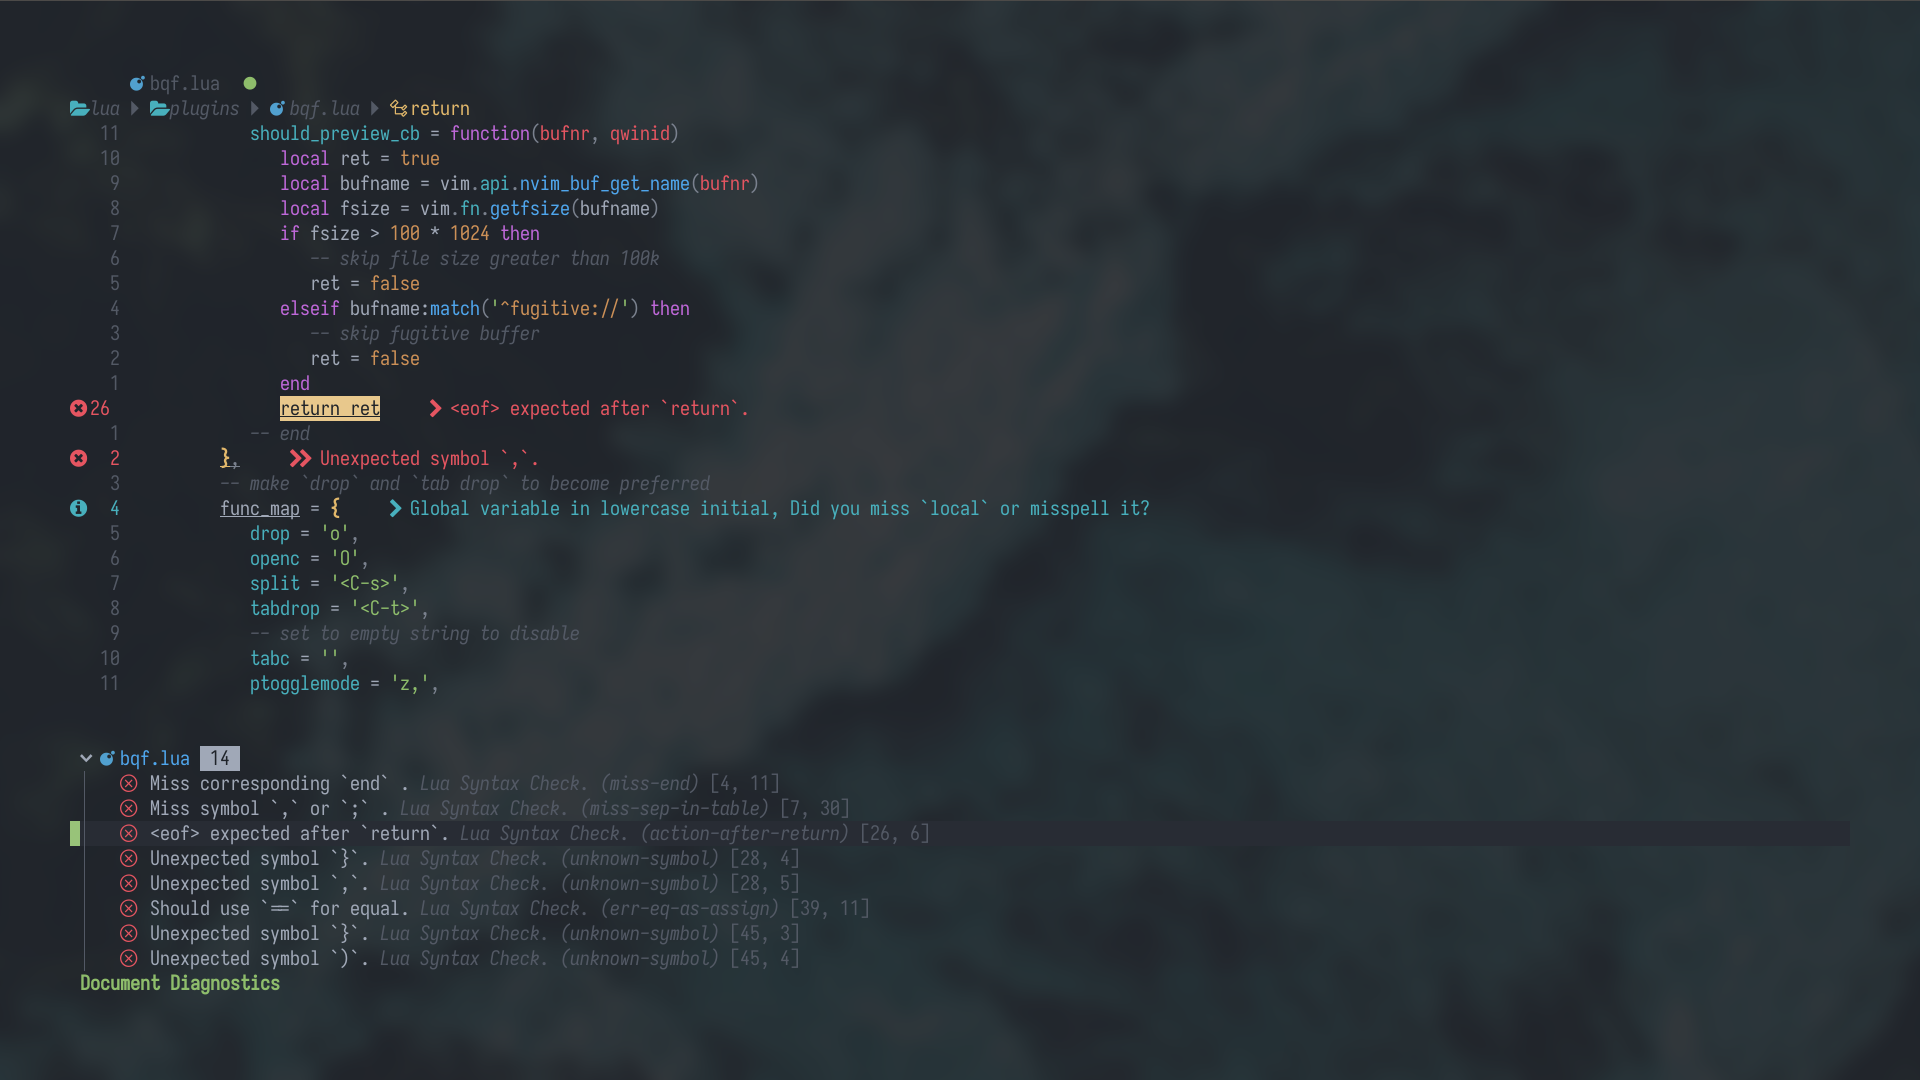 bqf.lua
lua plugins bqf.lua return
11 should_preview_cb = function(bufnr, qwinid)
10 local ret = true
9 local bufname = vim.api.nvim_buf_get_name(bufnr)
8 local fsize = vim.fn.getfsize(bufname)
7 if fsize > 100 * 1024 then
6 -- skip file size greater than 100k
5 ret = false
4 elseif bufname:match('^fugitive://') then
3 -- skip fugitive buffer
2 ret = false
1 end
26 return ret <eof> expected after `return`.
1 -- end
2 }, Unexpected symbol `,`.
3 -- make `drop` and `tab drop` to become preferred
4 func_map = { Global variable in lowercase initial, Did you miss `local` or misspell it?
5 drop = 'o',
6 openc = 'O',
7 split = '<C-s>',
8 tabdrop = '<C-t>',
9 -- set to empty string to disable
10 tabc = '',
11 ptogglemode = 'z,',
bqf.lua 14
Miss corresponding `end` . Lua Syntax Check. (miss-end) [4, 11]
Miss symbol `,` or `;` . Lua Syntax Check. (miss-sep-in-table) [7, 30]
<eof> expected after `return`. Lua Syntax Check. (action-after-return) [26, 6]
Unexpected symbol `}`. Lua Syntax Check. (unknown-symbol) [28, 4]
Unexpected symbol `,`. Lua Syntax Check. (unknown-symbol) [28, 5]
Should use `==` for equal. Lua Syntax Check. (err-eq-as-assign) [39, 11]
Unexpected symbol `}`. Lua Syntax Check. (unknown-symbol) [45, 3]
Unexpected symbol `)`. Lua Syntax Check. (unknown-symbol) [45, 4]
Document Diagnostics